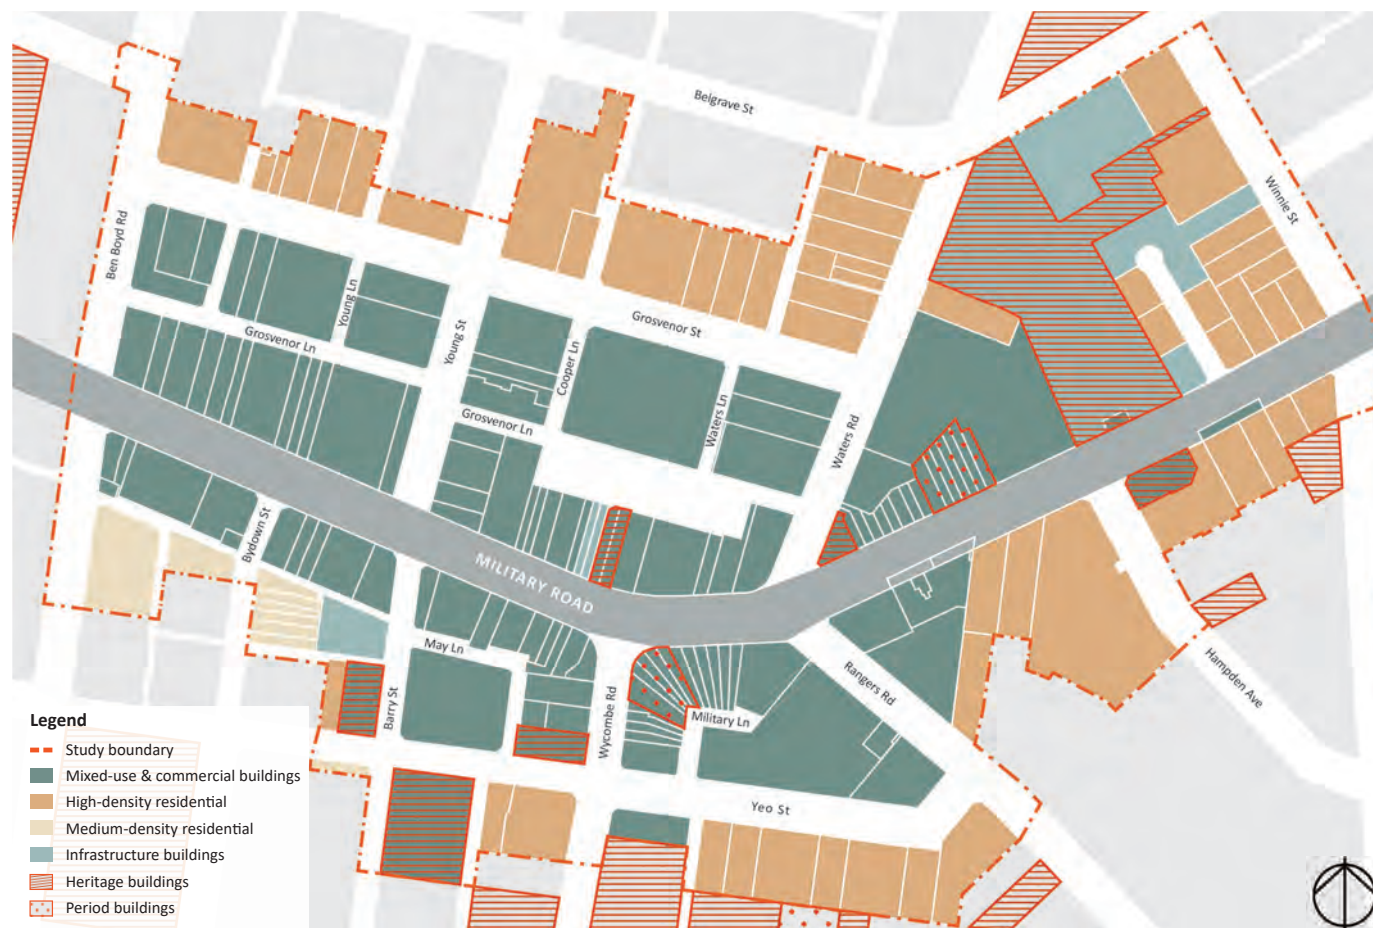 Belgrave St
Winnie St
Ben Boyd Rd
Young Ln
Grosvenor St
Grosvenor Ln
Young St
Cooper Ln
Waters Ln
Waters Rd
Grosvenor Ln
Bydown St
MILITARY ROAD
May Ln
Barry St
Wycombe Rd
Military Ln
Rangers Rd
Hampden Ave
Yeo St
Legend
Study boundary
Mixed-use & commercial buildings
High-density residential
Medium-density residential
Infrastructure buildings
Heritage buildings
Period buildings